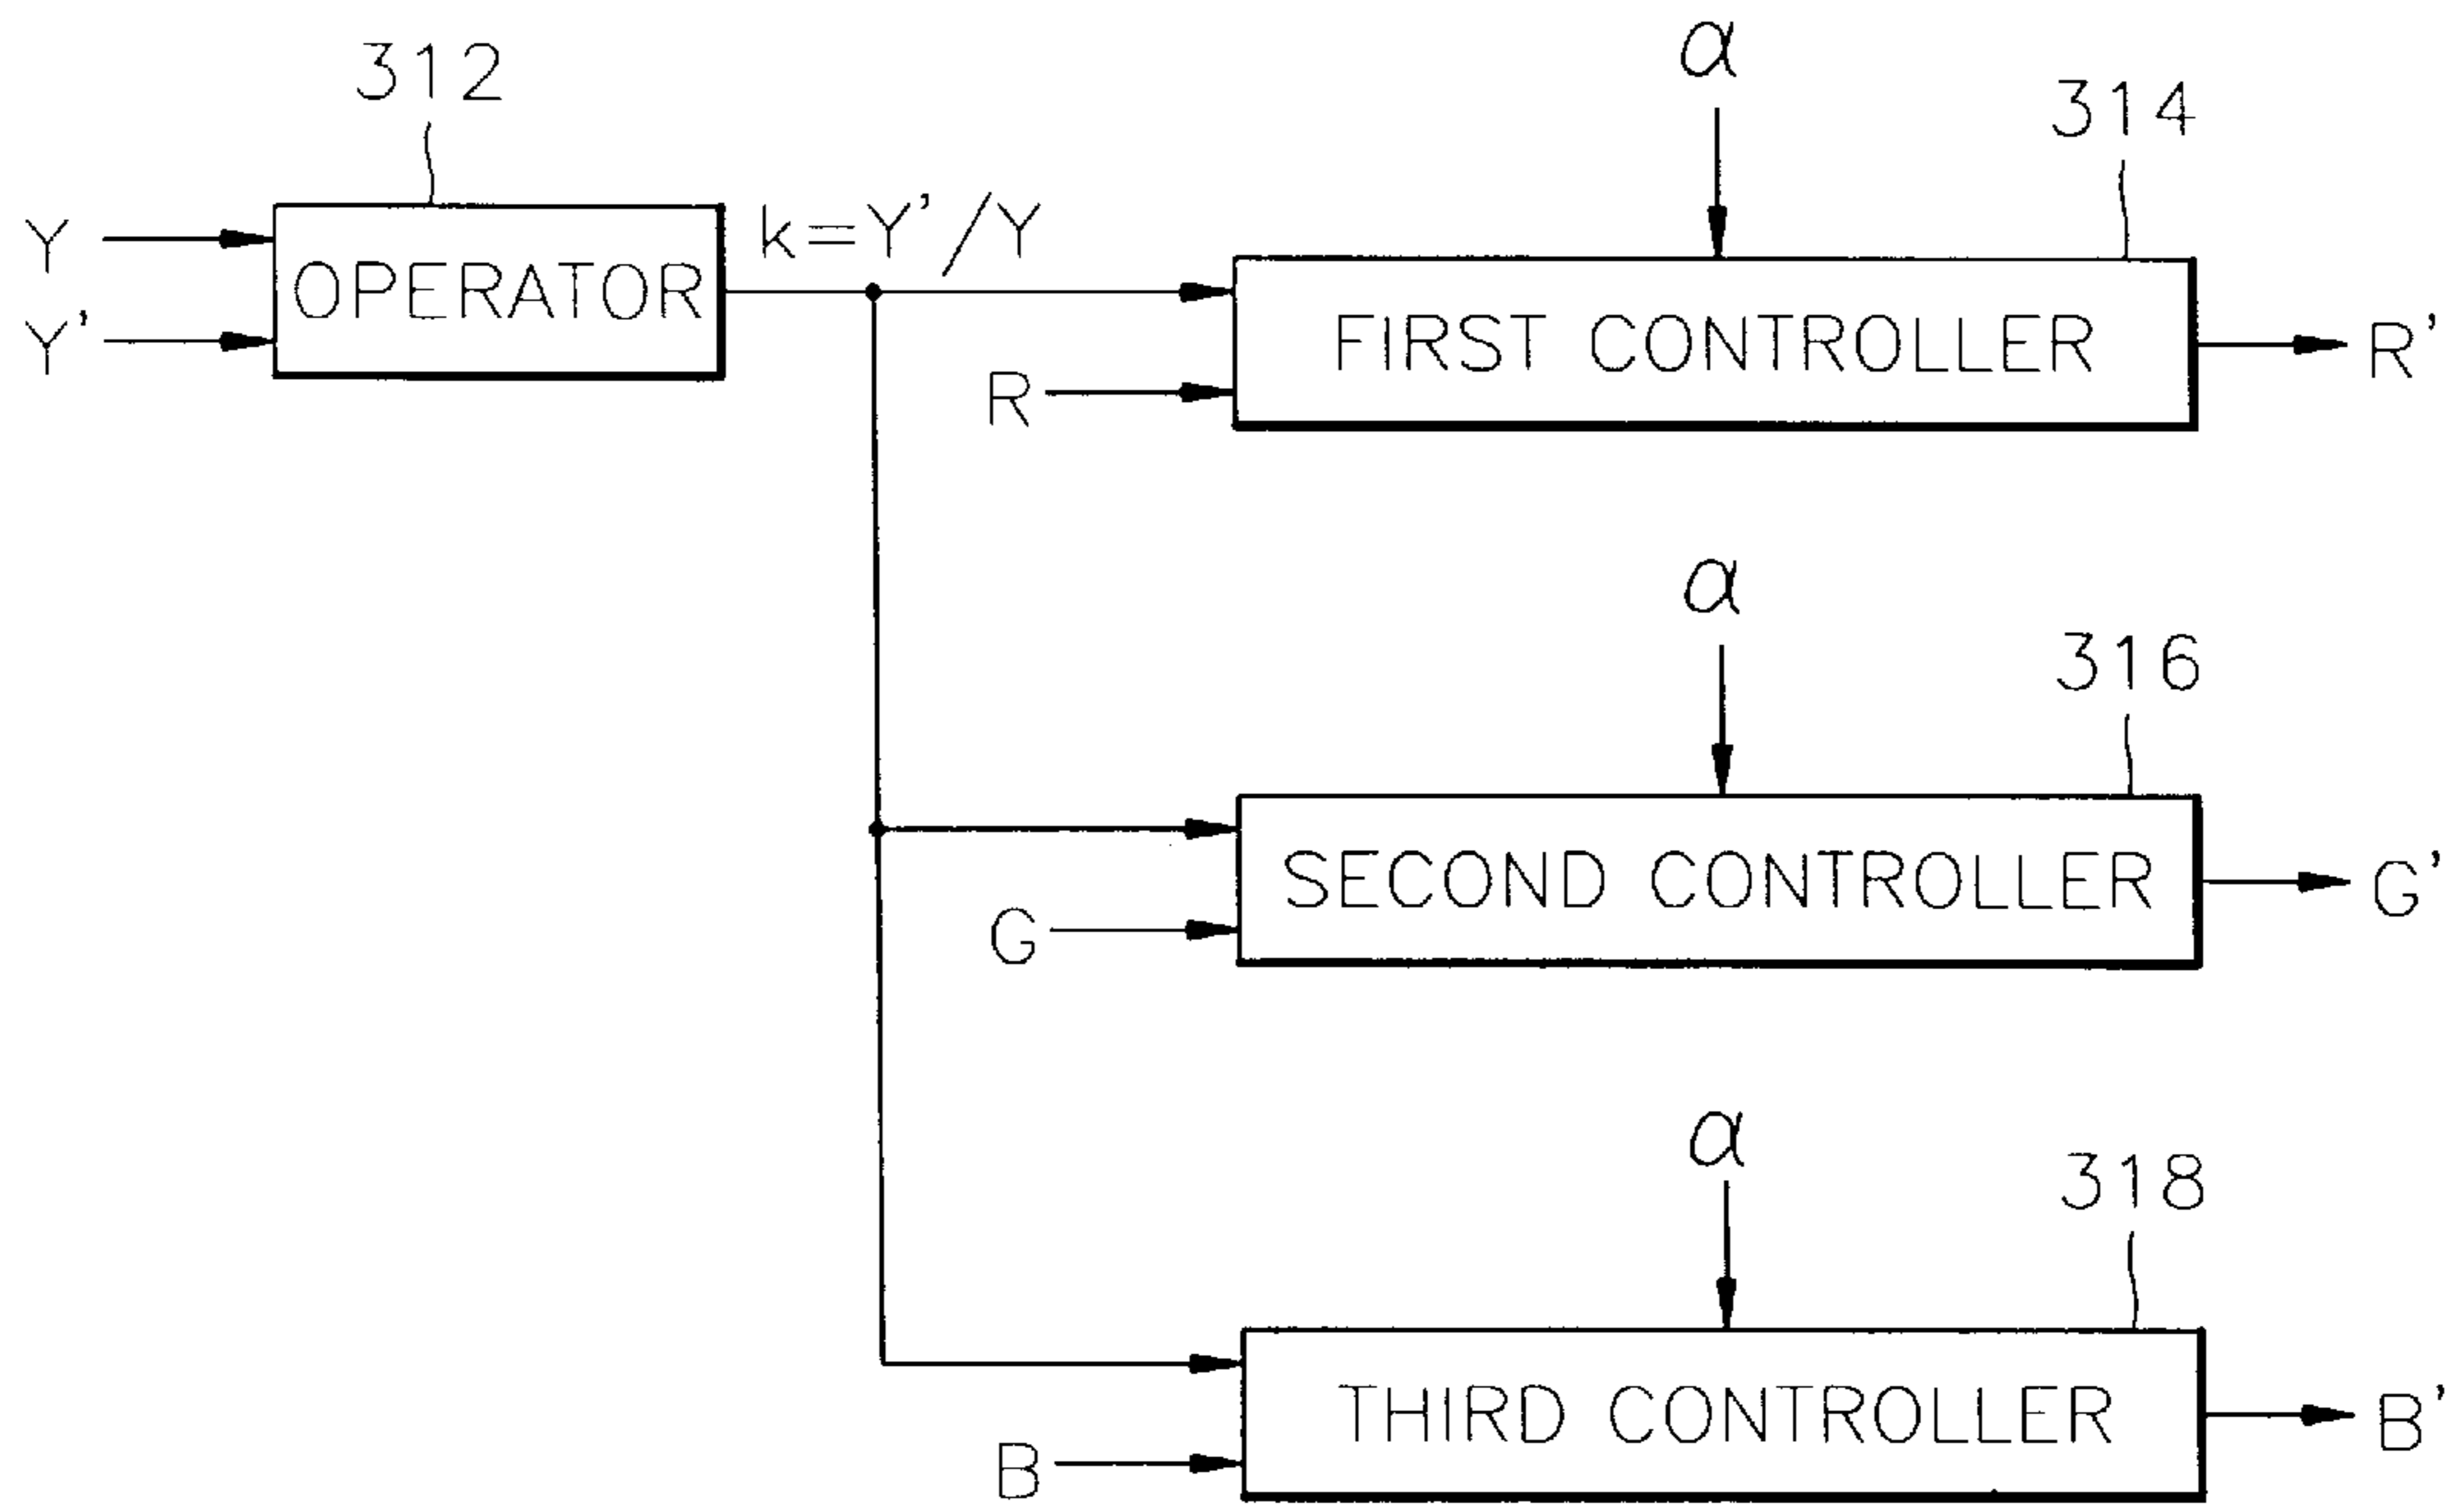 312
α
314
Y
k=Y'/Y
OPERATOR
Y'
FIRST CONTROLLER
R'
R
α
316
SECOND CONTROLLER
G'
G
α
318
THIRD CONTROLLER
B'
B